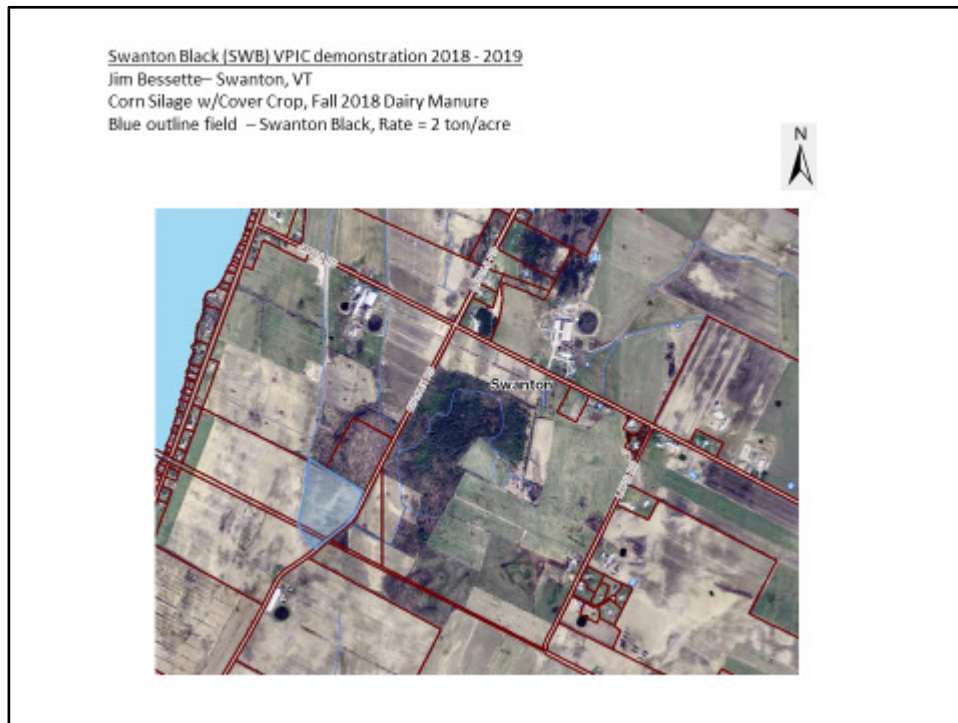 Swanton Black (SWB) VPIC demonstration 2018 - 2019
Jim Bessette– Swanton, VT
Corn Silage w/Cover Crop, Fall 2018 Dairy Manure
Blue outline field – Swanton Black, Rate = 2 ton/acre
N
Swanton